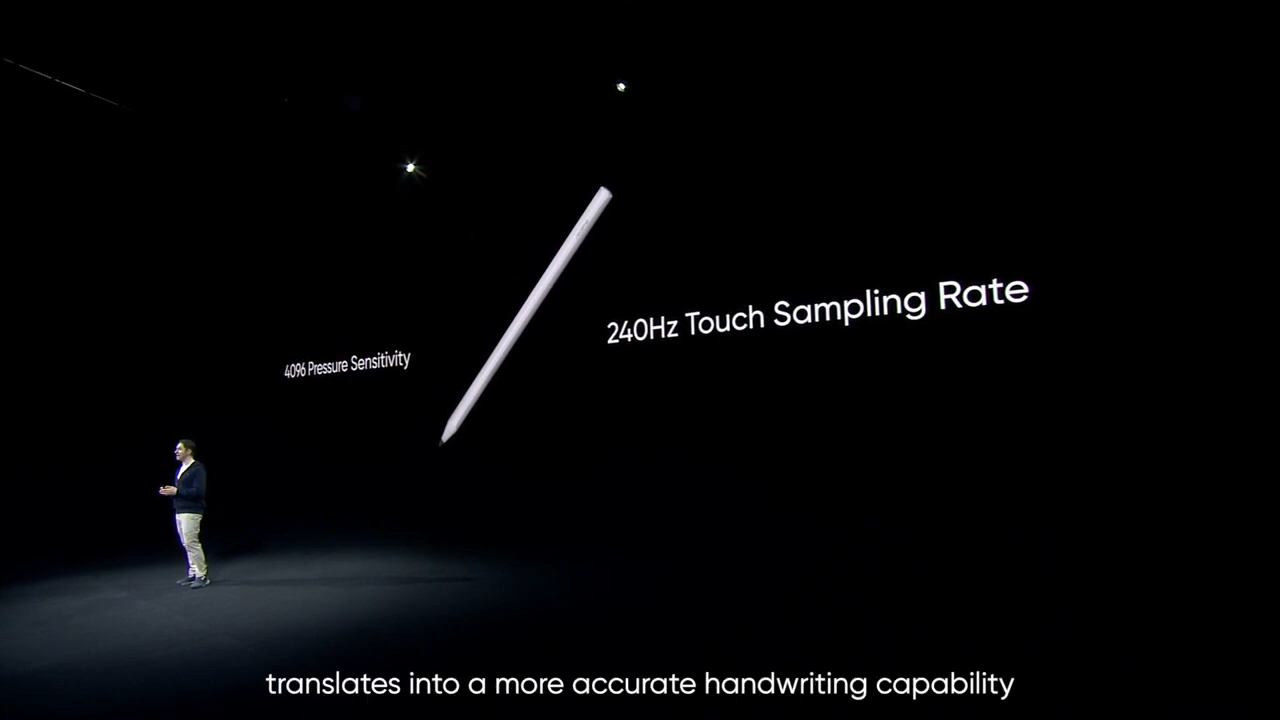 4096 Pressure Sensitivity
240Hz Touch Sampling Rate
translates into a more accurate handwriting capability